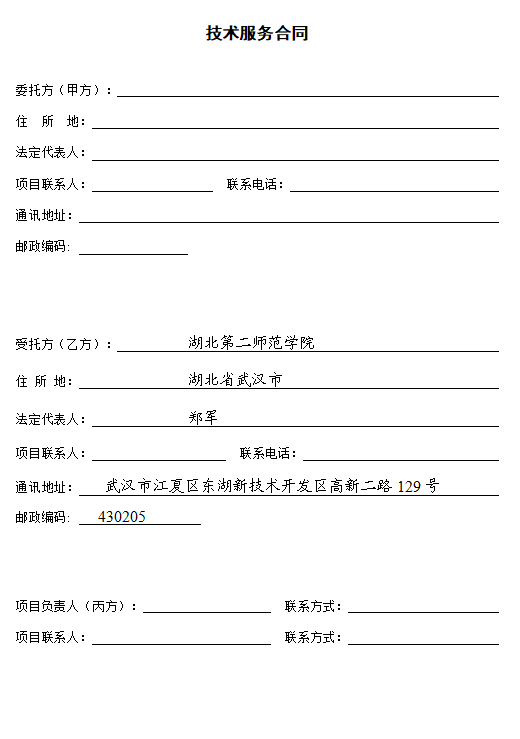 技术服务合同
委托方（甲方）：
住 所 地：
法定代表人：
项目联系人： 联系电话：
通讯地址：
邮政编码：
受托方（乙方）： 湖北第二师范学院
住 所 地： 湖北省武汉市
法定代表人： 郑军
项目联系人： 联系电话：
通讯地址： 武汉市江夏区东湖新技术开发区高新二路 129 号
邮政编码： 430205
项目负责人（丙方）： 联系方式：
项目联系人： 联系方式：